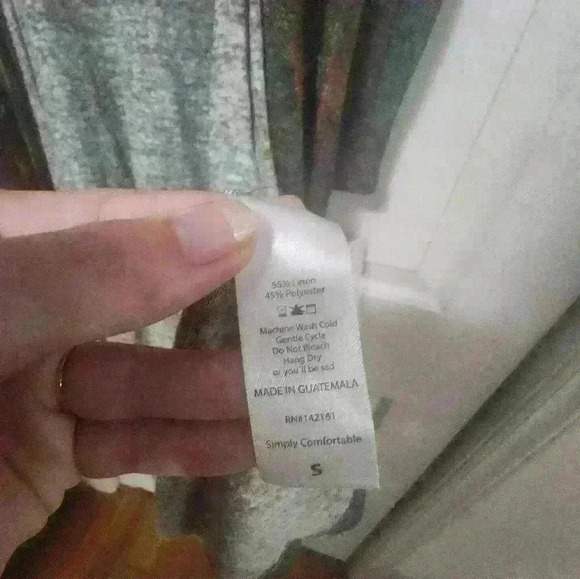 55% Linen
45% Polyester
Machine Wash Cold
Gentle Cycle
Do Not Bleach
Hang Dry
or you'll be sad
MADE IN GUATEMALA
RN#142181
Simply Comfortable
S